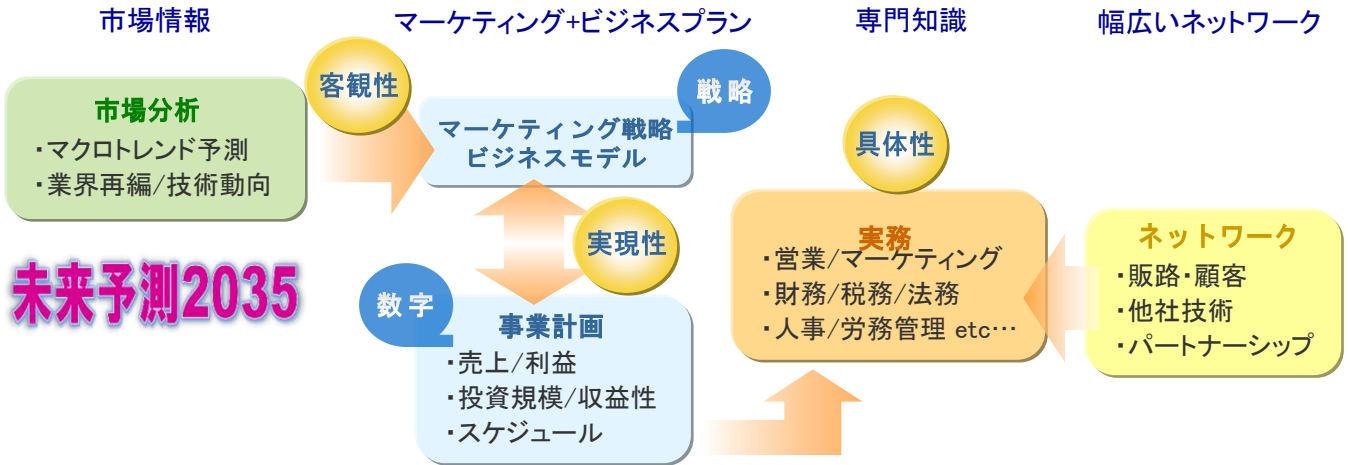 市場情報
マーケティング+ビジネスプラン
専門知識
幅広いネットワーク
客観性
市場分析
・マクロトレンド予測
・業界再編/技術動向
戦略
マーケティング戦略
ビジネスモデル
具体性
実現性
未来予測2035
数字
事業計画
・売上/利益
・投資規模/収益性
・スケジュール
実務
・営業/マーケティング
・財務/税務/法務
・人事/労務管理 etc…
ネットワーク
・販路・顧客
・他社技術
・パートナーシップ